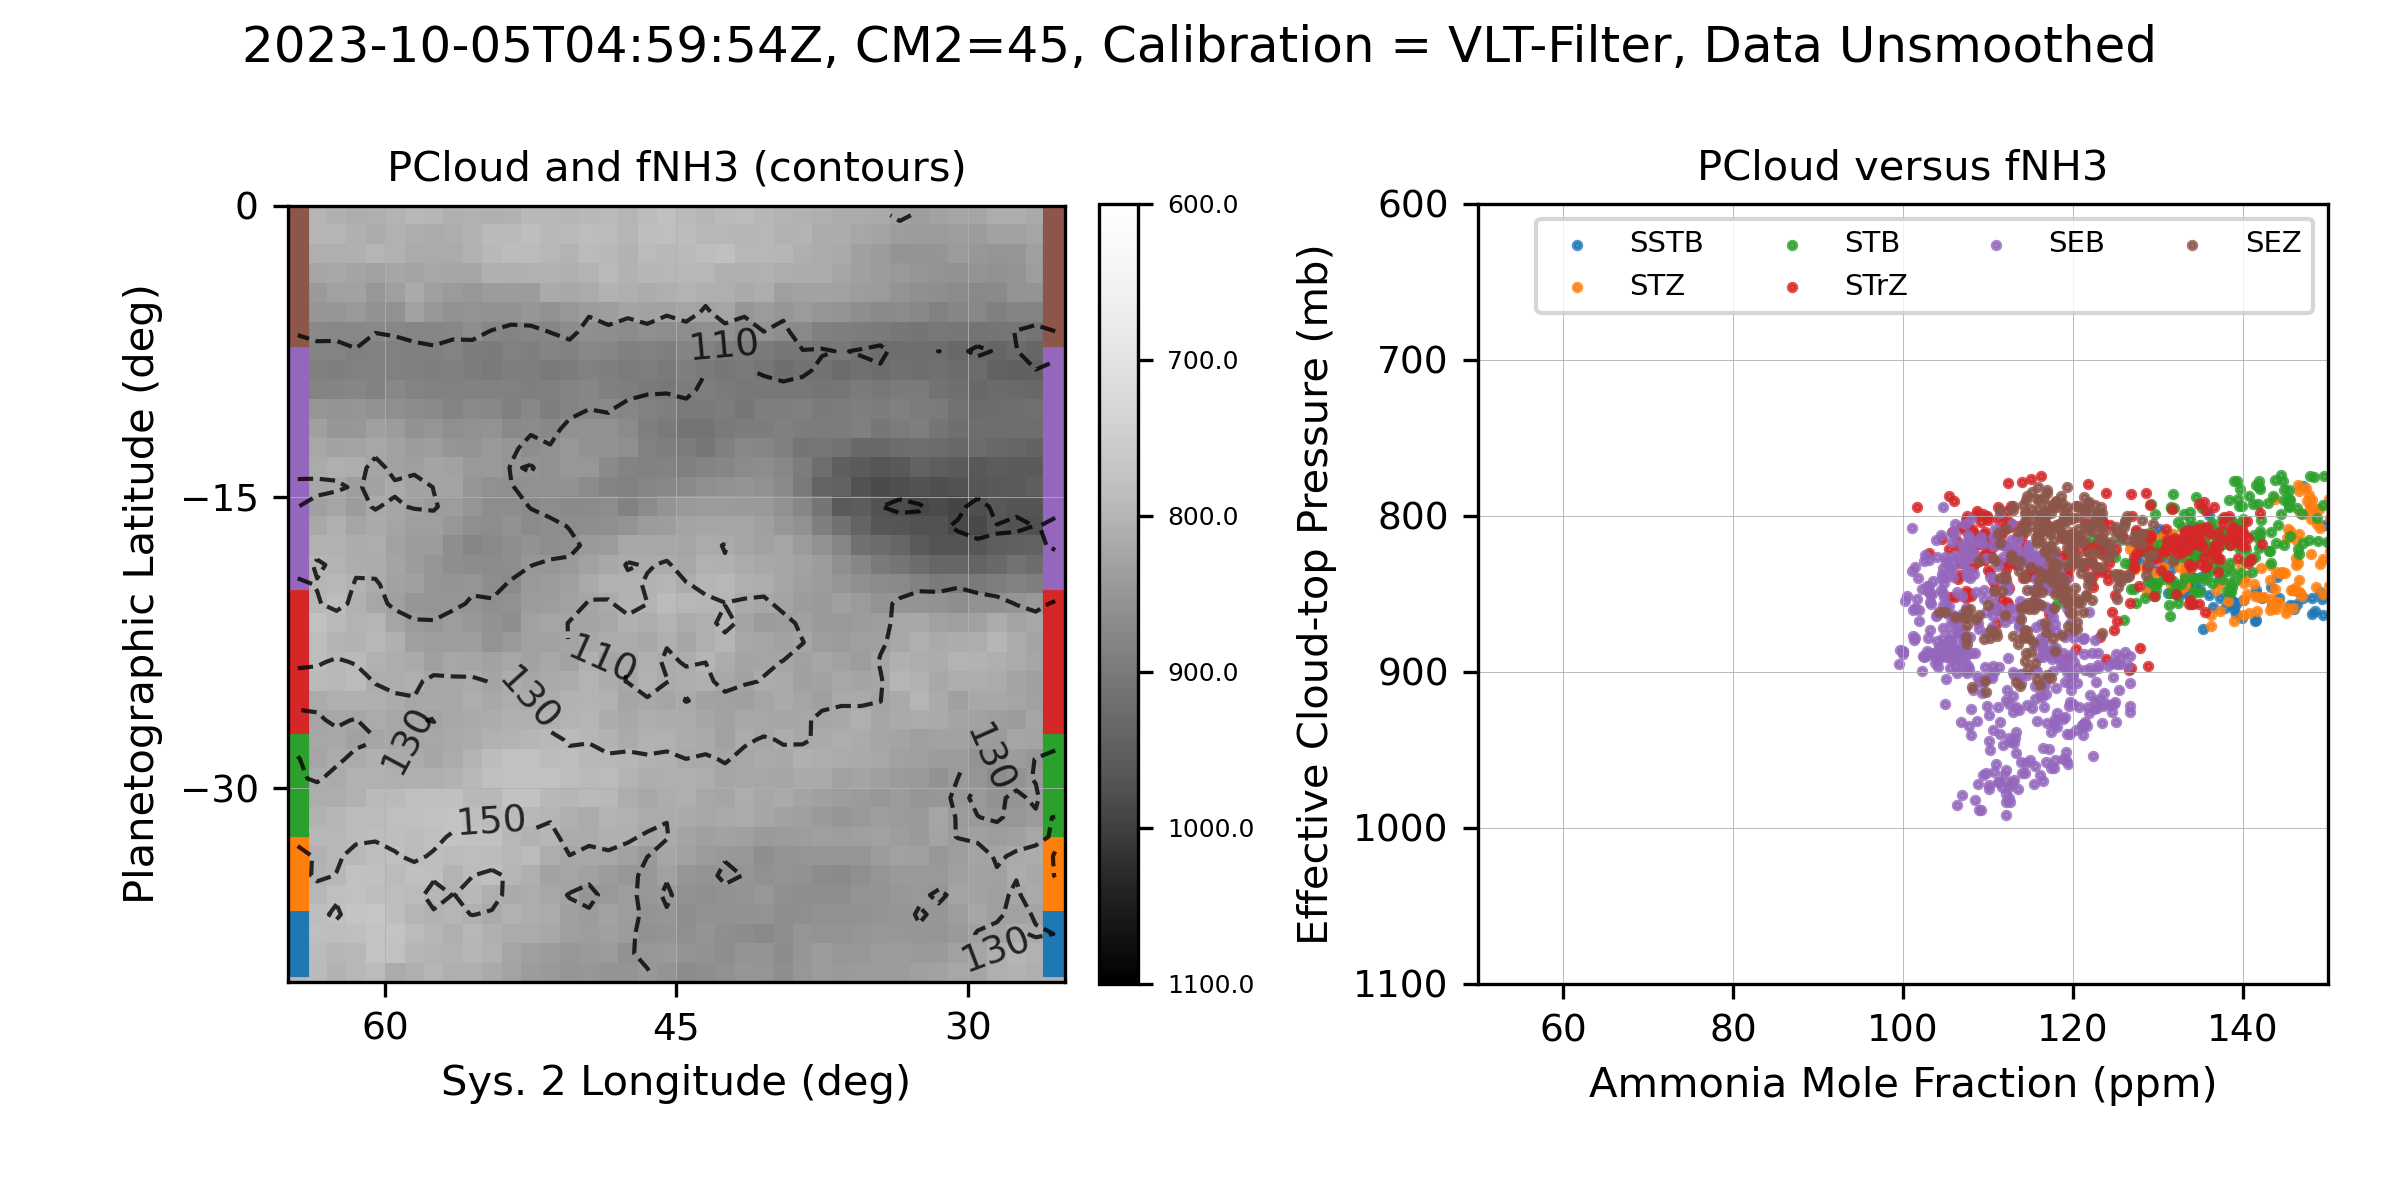 2023-10-05T04:59:54Z, CM2=45, Calibration = VLT-Filter, Data Unsmoothed
PCloud and fNH3 (contours)
Planetographic Latitude (deg)
0
−15
−30
60
45
30
Sys. 2 Longitude (deg)
110
110
130
130
130
150
130
600.0
700.0
800.0
900.0
1000.0
1100.0
PCloud versus fNH3
Effective Cloud-top Pressure (mb)
600
700
800
900
1000
1100
SSTB
STB
SEB
SEZ
STZ
STrZ
60
80
100
120
140
Ammonia Mole Fraction (ppm)